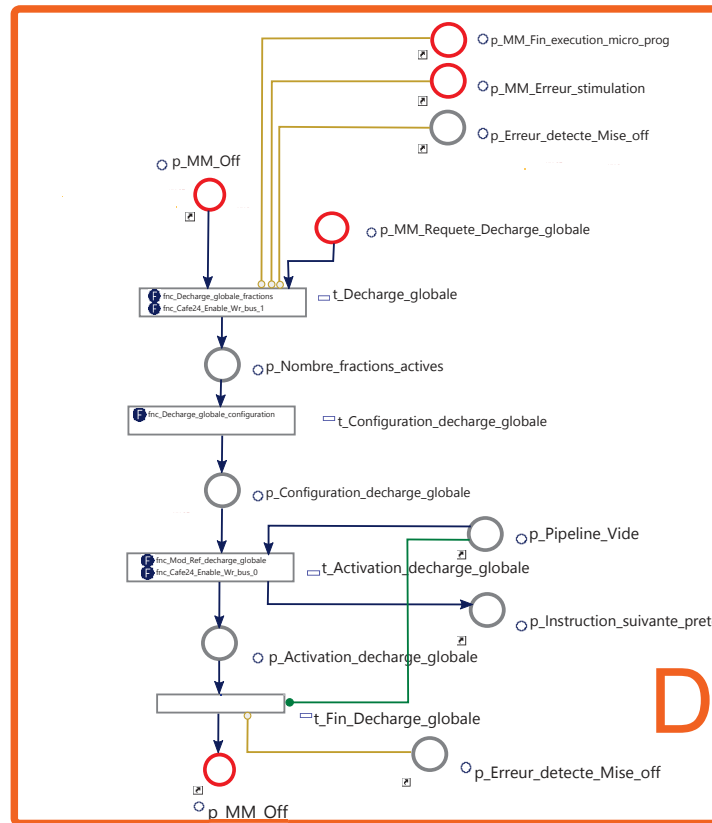 p_MM_Fin_execution_micro_prog
p_MM_Erreur_stimulation
p_Erreur_detecte_Mise_off
p_MM_Off
p_MM_Requete_Decharge_globale
F fnc_Decharge_globale_fractions
F fnc_Cafe24_Enable_Wr_bus_1
t_Decharge_globale
p_Nombre_fractions_actives
F fnc_Decharge_globale_configuration
t_Configuration_decharge_globale
p_Configuration_decharge_globale
p_Pipeline_Vide
F fnc_Mod_Ref_decharge_globale
F fnc_Cafe24_Enable_Wr_bus_0
t_Activation_decharge_globale
p_Instruction_suivante_pret
p_Activation_decharge_globale
D
t_Fin_Decharge_globale
p_Erreur_detecte_Mise_off
p_MM_Off